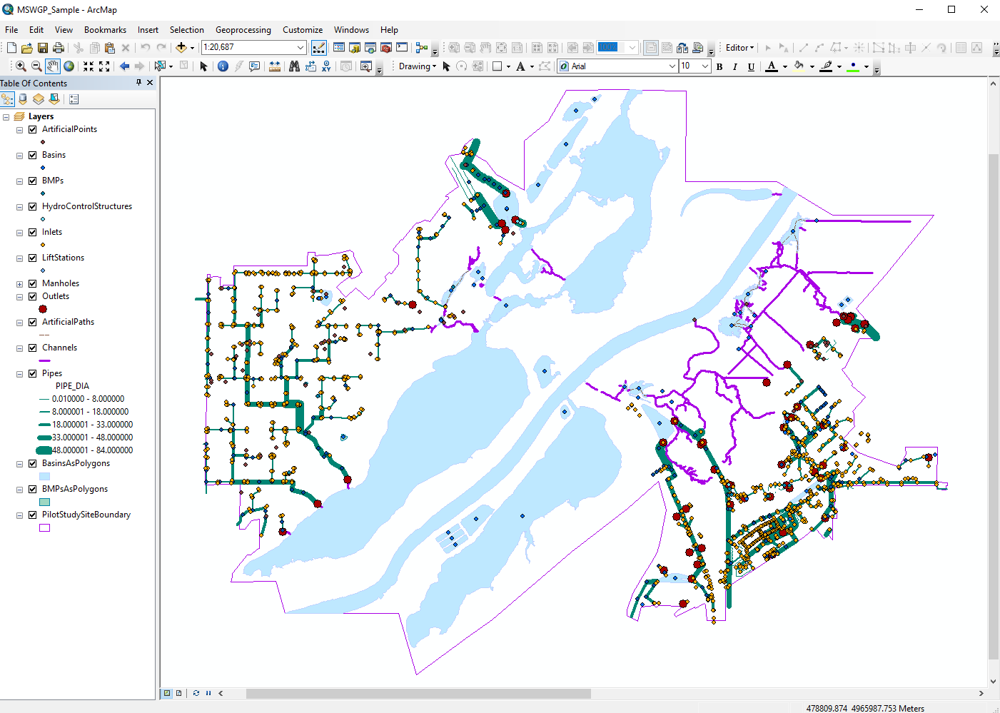 MSWGP_Sample - ArcMap
File Edit View Bookmarks Insert Selection Geoprocessing Customize Windows Help
1:20,687 100% Editor
Drawing A Arial 10 B I U A
Table Of Contents
Layers
ArtificialPoints
Basins
BMPs
HydroControlStructures
Inlets
LiftStations
Manholes
Outlets
ArtificialPaths
Channels
Pipes
PIPE_DIA
0.010000 - 8.000000
8.000001 - 18.000000
18.000001 - 33.000000
33.000001 - 48.000000
48.000001 - 84.000000
BasinsAsPolygons
BMPsAsPolygons
PilotStudySiteBoundary
478809.874 4965987.753 Meters